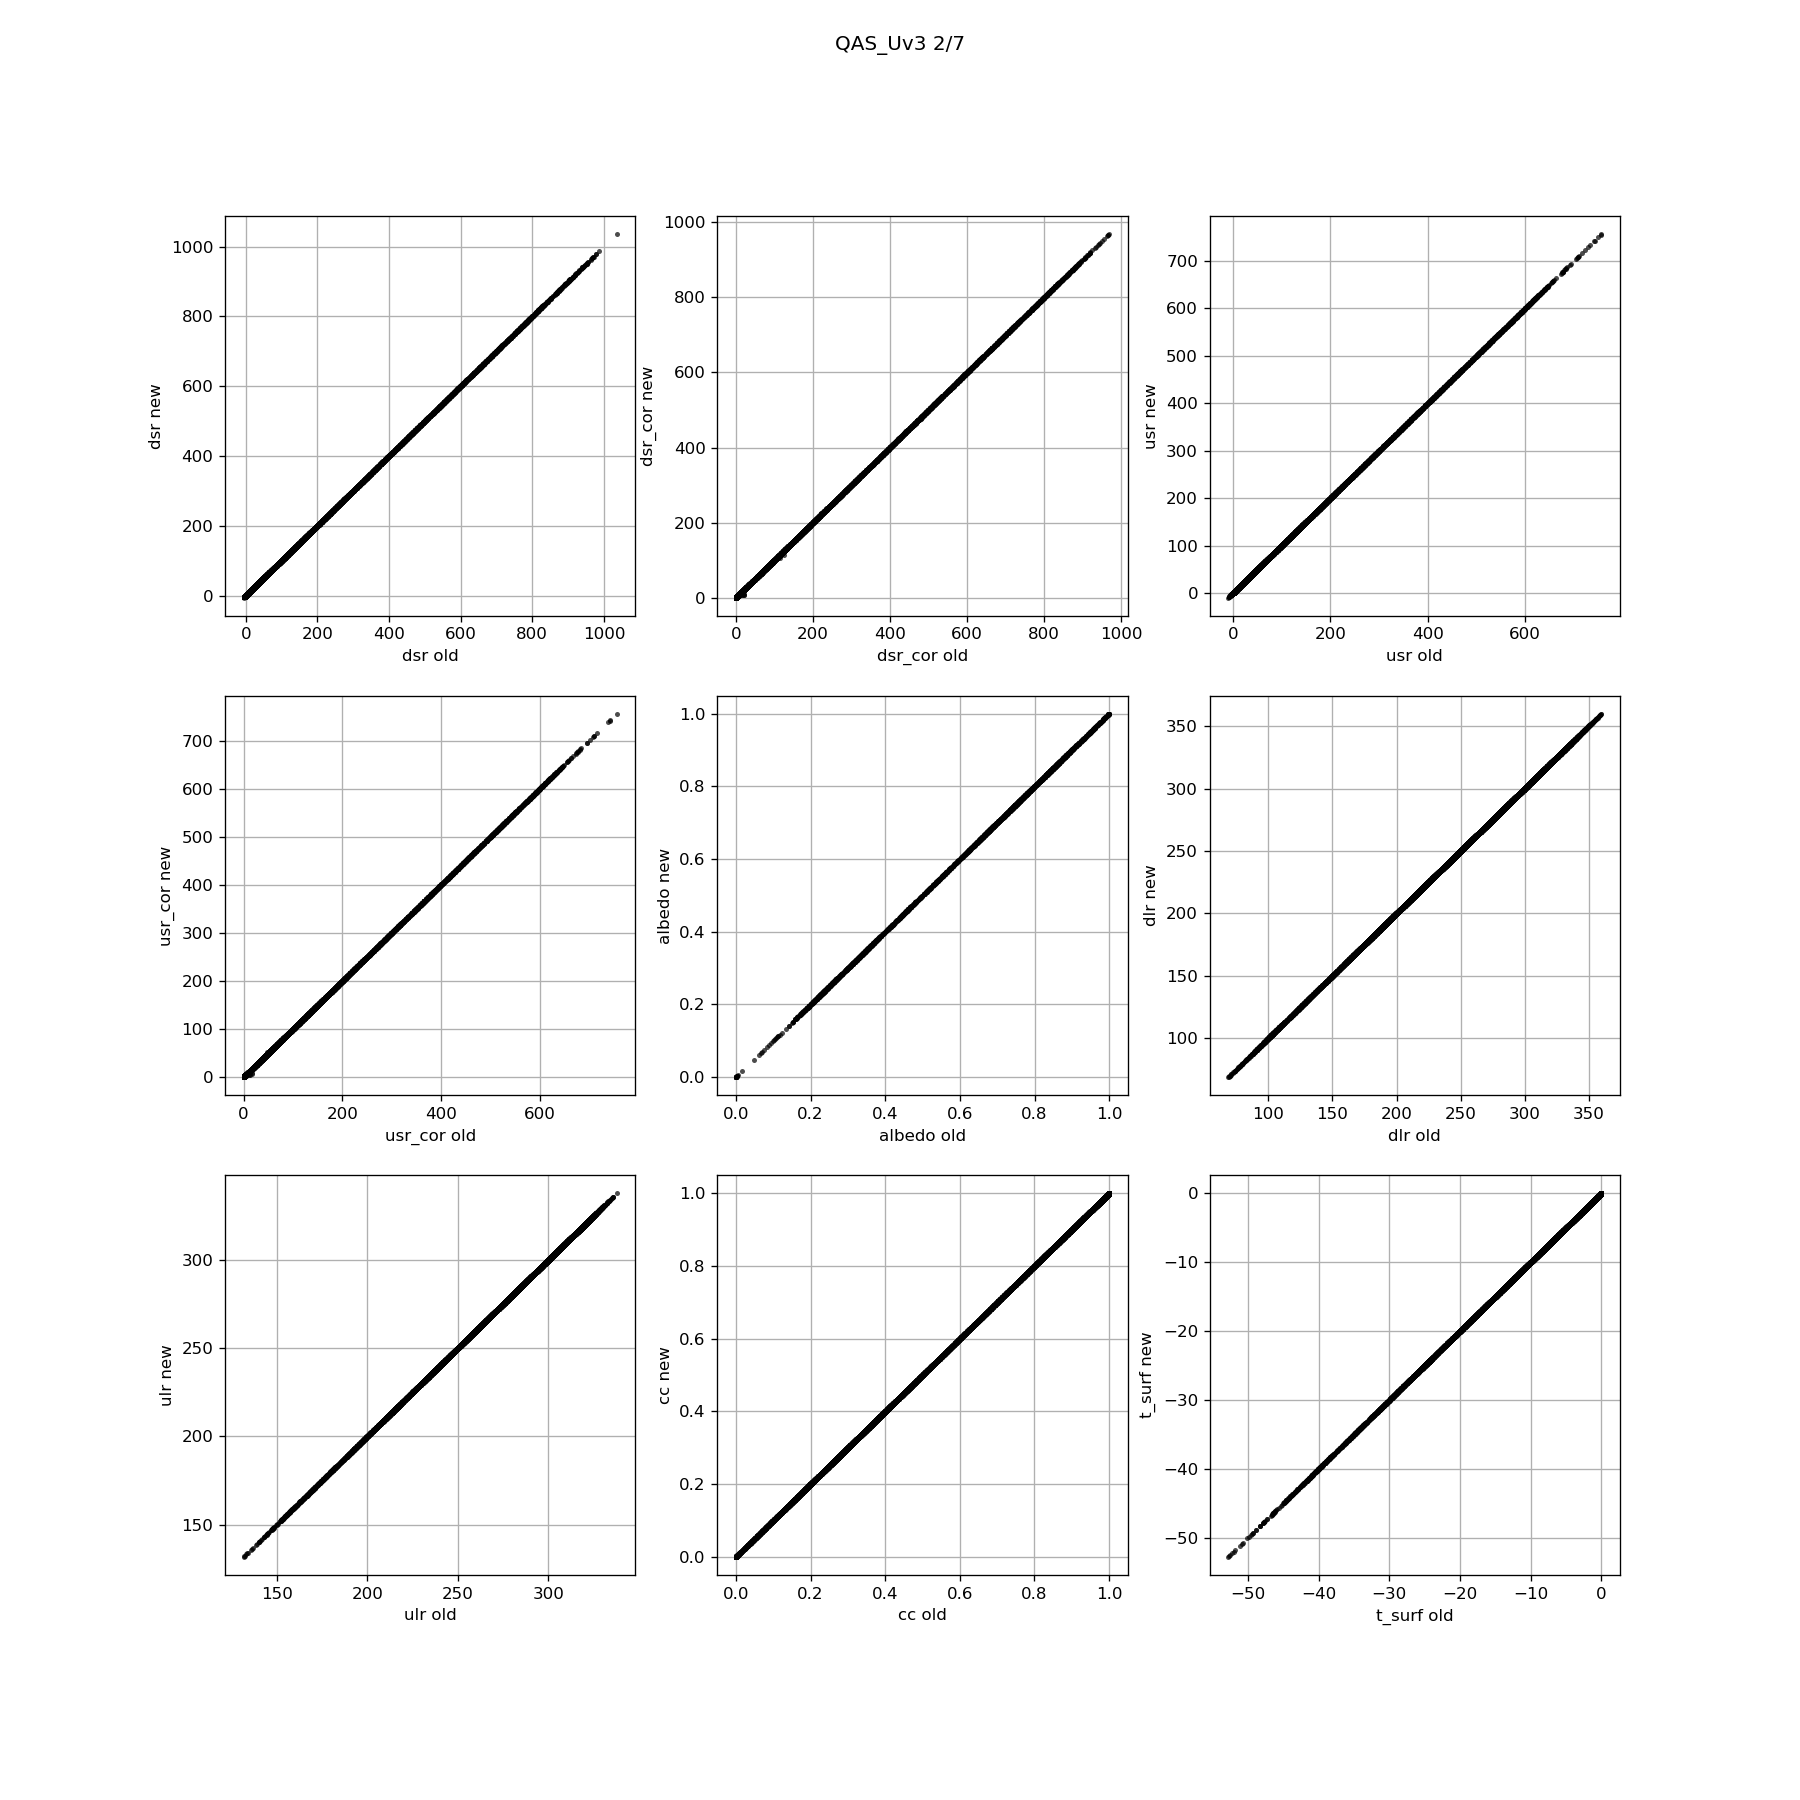 QAS_Uv3 2/7
1000
800
600
400
200
0
dsr new
0 200 400 600 800 1000
dsr old
1000
800
600
400
200
0
dsr_cor new
0 200 400 600 800 1000
dsr_cor old
700
600
500
400
300
200
100
0
usr new
0 200 400 600
usr old
700
600
500
400
300
200
100
0
usr_cor new
0 200 400 600
usr_cor old
1.0
0.8
0.6
0.4
0.2
0.0
albedo new
0.0 0.2 0.4 0.6 0.8 1.0
albedo old
350
300
250
200
150
100
dlr new
100 150 200 250 300 350
dlr old
300
250
200
150
ulr new
150 200 250 300
ulr old
1.0
0.8
0.6
0.4
0.2
0.0
cc new
0.0 0.2 0.4 0.6 0.8 1.0
cc old
0
−10
−20
−30
−40
−50
t_surf new
−50 −40 −30 −20 −10 0
t_surf old